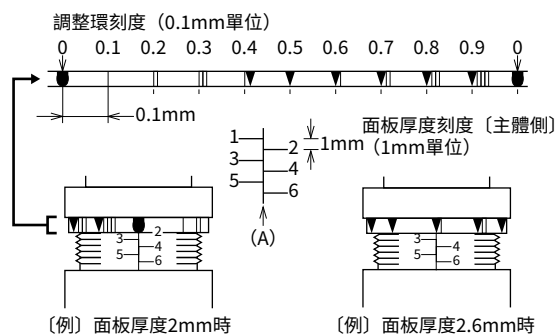 調整環刻度（0.1mm單位）
0 0.1 0.2 0.3 0.4 0.5 0.6 0.7 0.8 0.9 0
0.1mm
面板厚度刻度〔主體側〕
（1mm單位）
1mm
1
2
3
4
5
6
（A）
2
3
4
5
6
3
4
5
6
〔例〕面板厚度2mm時
〔例〕面板厚度2.6mm時